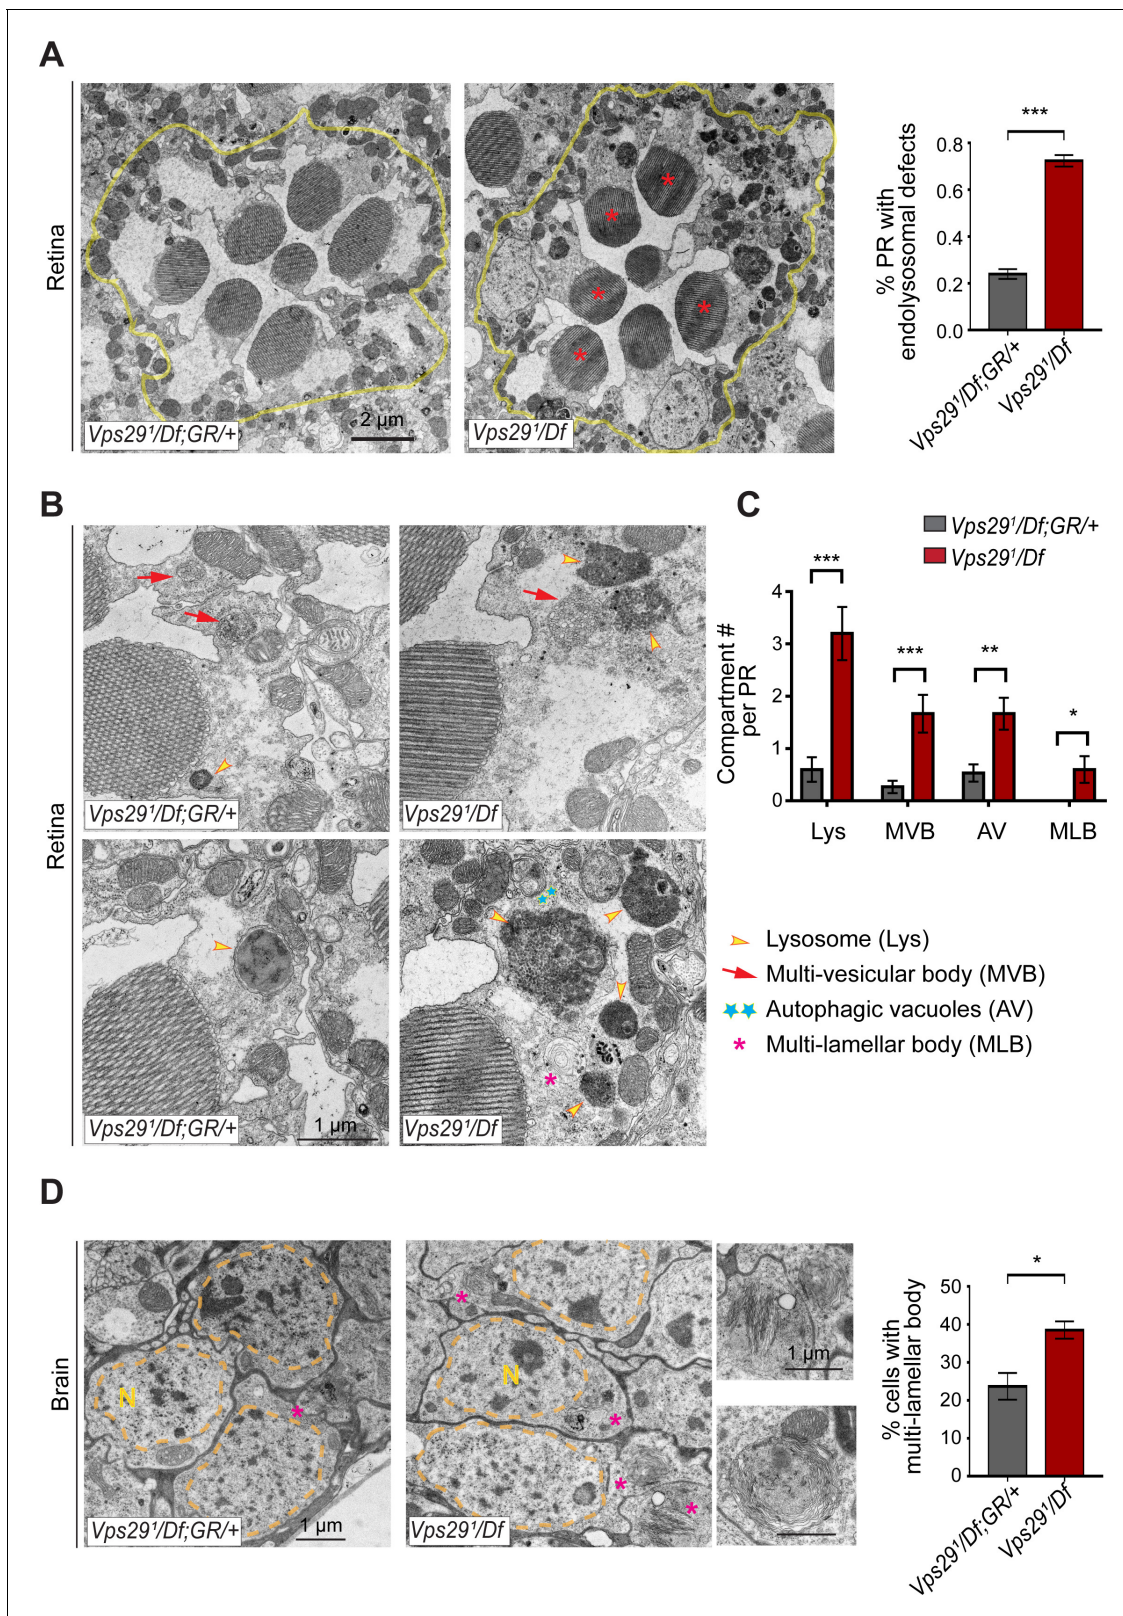 A
Retina
Vps29¹/Df;GR/+
2 µm
Vps29¹/Df
% PR with
endolysosomal defects
***
0.8
0.6
0.4
0.2
0.0
Vps29¹/Df;GR/+
Vps29¹/Df
B
Retina
Vps29¹/Df;GR/+
Vps29¹/Df
Vps29¹/Df;GR/+
1 µm
Vps29¹/Df
C
Vps29¹/Df;GR/+
Vps29¹/Df
Compartment #
per PR
4
3
2
1
0
***
***
**
*
Lys
MVB
AV
MLB
Lysosome (Lys)
Multi-vesicular body (MVB)
Autophagic vacuoles (AV)
* Multi-lamellar body (MLB)
D
Brain
N
Vps29¹/Df;GR/+
1 µm
N
Vps29¹/Df
1 µm
% cells with
multi-lamellar body
*
50
40
30
20
10
0
Vps29¹/Df;GR/+
Vps29¹/Df